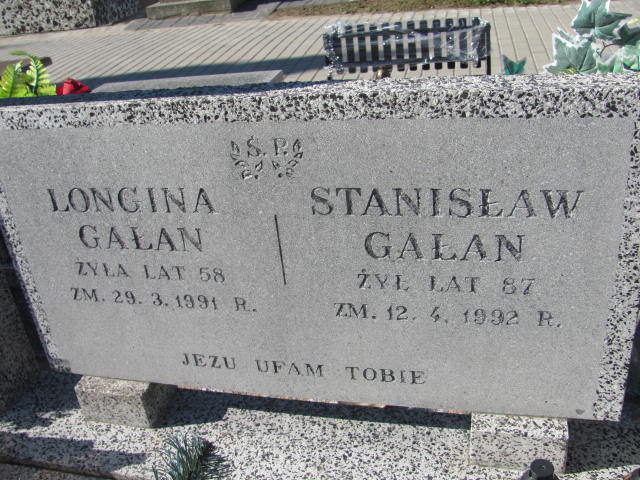 Ś. P.
LONGINA
GAŁAN
ŻYŁA LAT 58
ZM. 29. 3. 1991 R.
STANISŁAW
GAŁAN
ŻYŁ LAT 87
ZM. 12. 4. 1992 R.
JEZU UFAM TOBIE